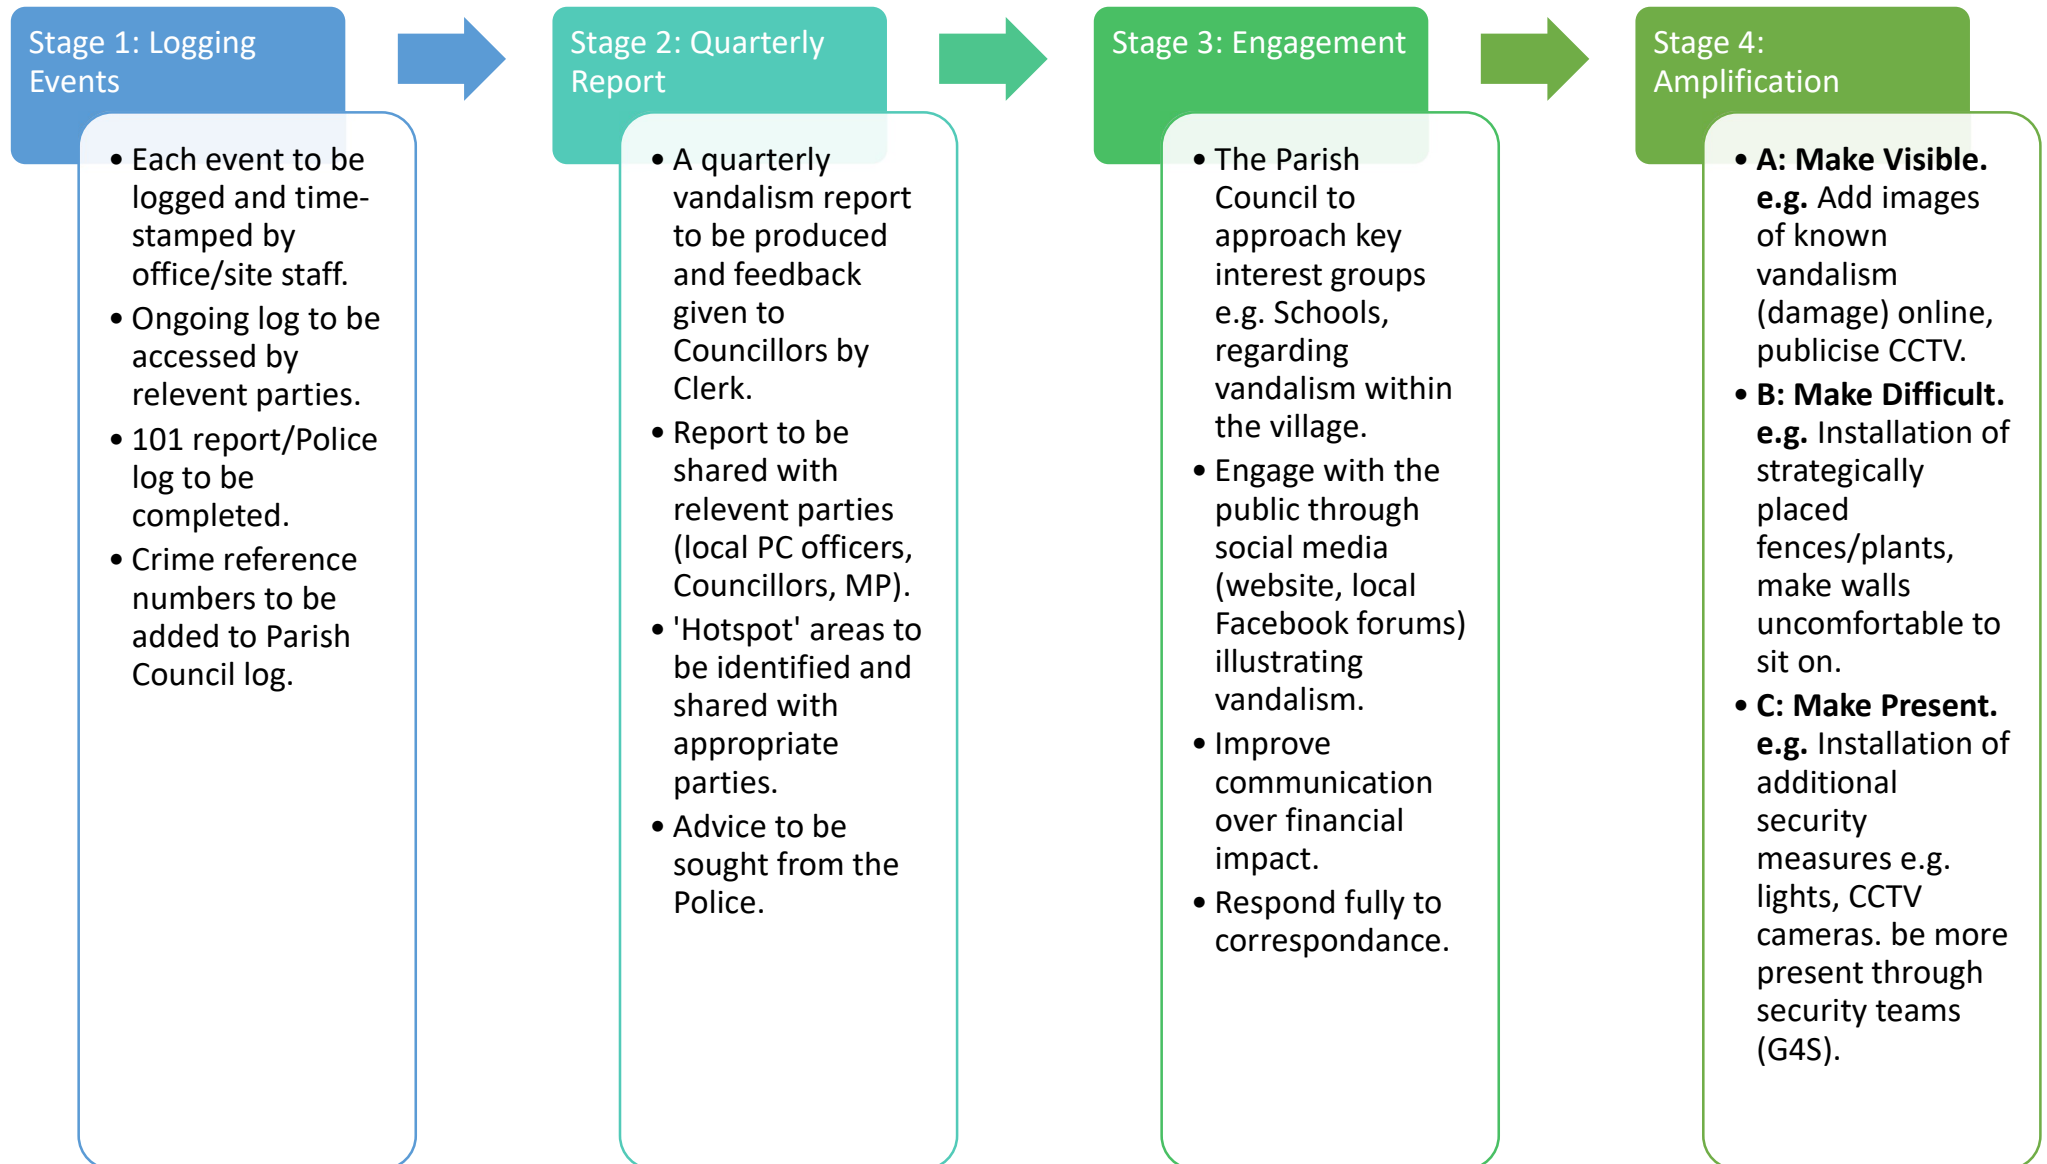 Stage 1: Logging
Events
• Each event to be
logged and time-
stamped by
office/site staff.
• Ongoing log to be
accessed by
relevent parties.
• 101 report/Police
log to be
completed.
• Crime reference
numbers to be
added to Parish
Council log.
Stage 2: Quarterly
Report
• A quarterly
vandalism report
to be produced
and feedback
given to
Councillors by
Clerk.
• Report to be
shared with
relevent parties
(local PC officers,
Councillors, MP).
• 'Hotspot' areas to
be identified and
shared with
appropriate
parties.
• Advice to be
sought from the
Police.
Stage 3: Engagement
• The Parish
Council to
approach key
interest groups
e.g. Schools,
regarding
vandalism within
the village.
• Engage with the
public through
social media
(website, local
Facebook forums)
illustrating
vandalism.
• Improve
communication
over financial
impact.
• Respond fully to
correspondance.
Stage 4:
Amplification
• A: Make Visible.
e.g. Add images
of known
vandalism
(damage) online,
publicise CCTV.
• B: Make Difficult.
e.g. Installation of
strategically
placed
fences/plants,
make walls
uncomfortable to
sit on.
• C: Make Present.
e.g. Installation of
additional
security
measures e.g.
lights, CCTV
cameras. be more
present through
security teams
(G4S).